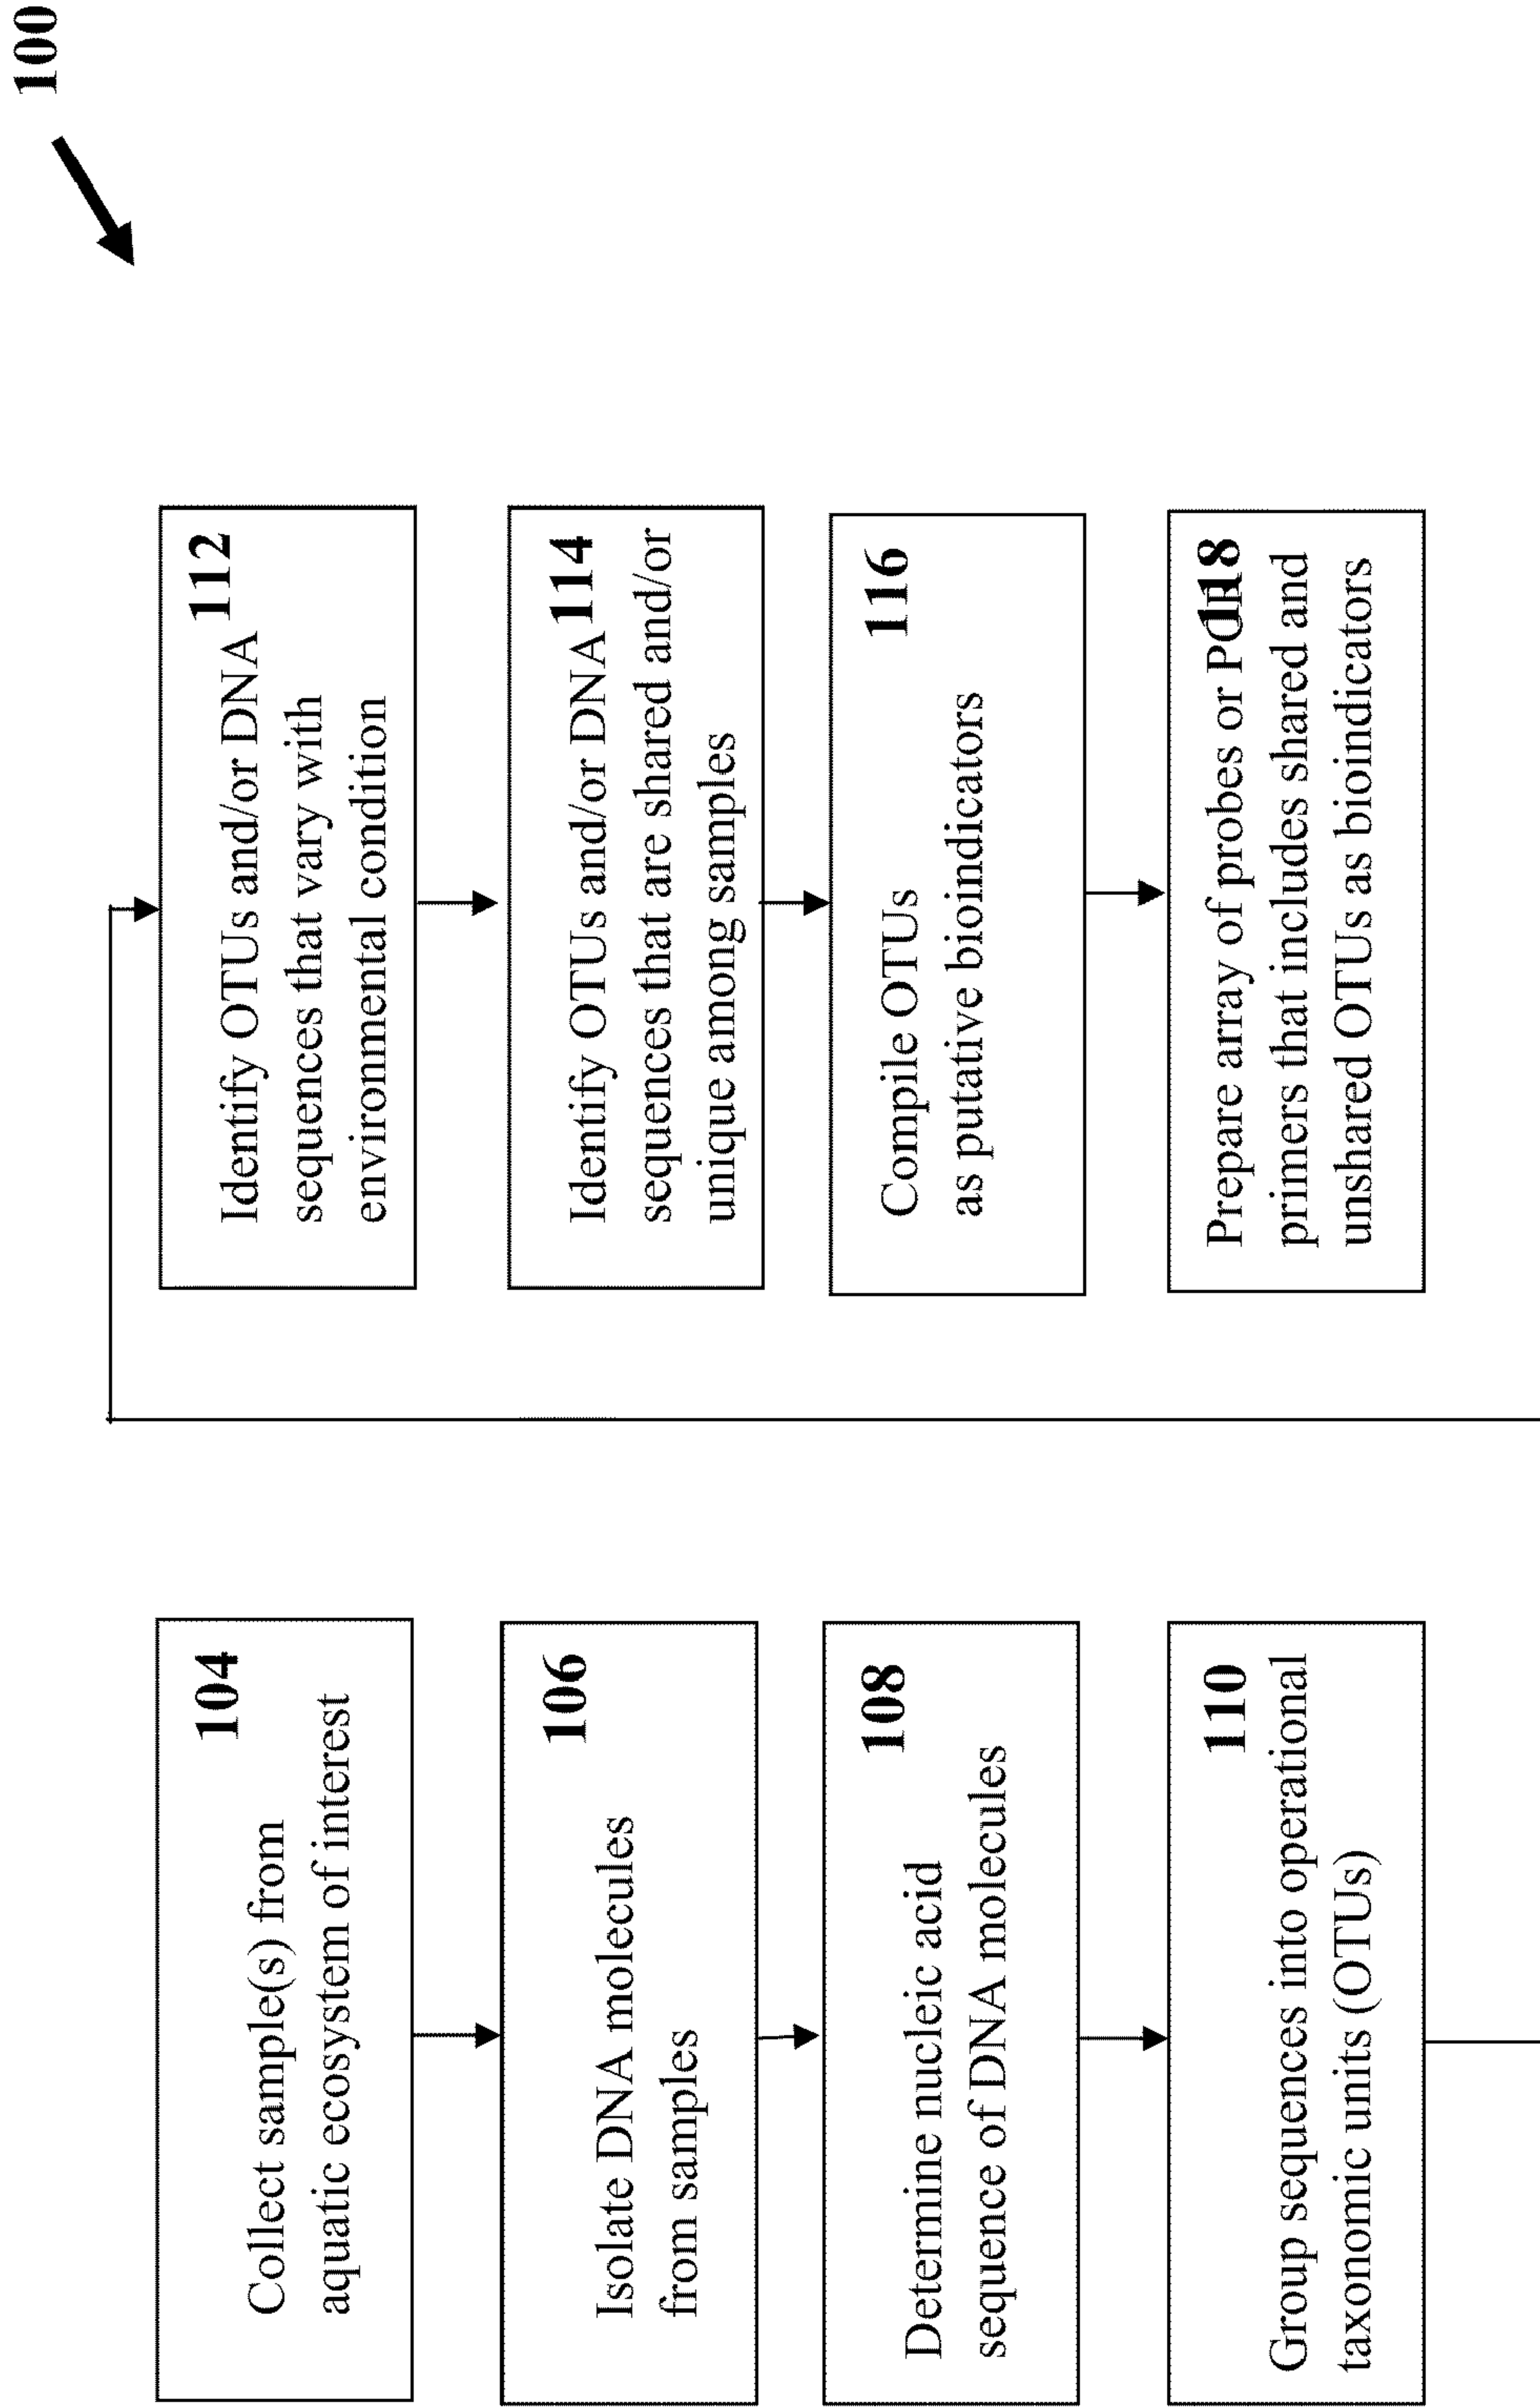 100
104
Collect sample(s) from
aquatic ecosystem of interest
106
Isolate DNA molecules
from samples
108
Determine nucleic acid
sequence of DNA molecules
110
Group sequences into operational
taxonomic units (OTUs)
112
Identify OTUs and/or DNA
sequences that vary with
environmental condition
114
Identify OTUs and/or DNA
sequences that are shared and/or
unique among samples
116
Compile OTUs
as putative bioindicators
118
Prepare array of probes or PCR
primers that includes shared and
unshared OTUs as bioindicators